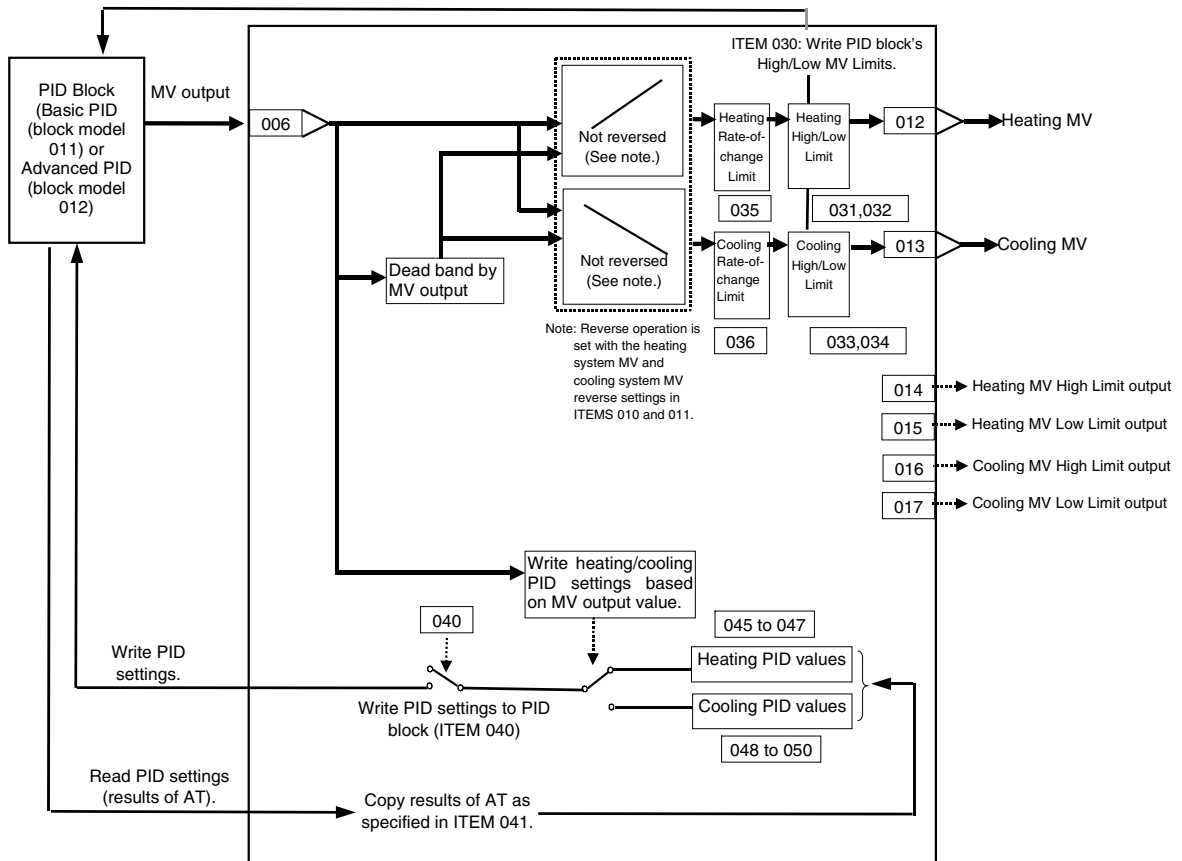 ITEM 030: Write PID block's
High/Low MV Limits.
PID Block
(Basic PID
(block model
011) or
Advanced PID
(block model
012)
MV output
006
Not reversed
(See note.)
Heating
Rate-of-
change
Limit
Heating
High/Low
Limit
012
Heating MV
035
031,032
Not reversed
(See note.)
Cooling
Rate-of-
change
Limit
Cooling
High/Low
Limit
013
Cooling MV
Dead band by
MV output
036
033,034
Note: Reverse operation is
set with the heating
system MV and
cooling system MV
reverse settings in
ITEMS 010 and 011.
014
Heating MV High Limit output
015
Heating MV Low Limit output
016
Cooling MV High Limit output
017
Cooling MV Low Limit output
Write heating/cooling
PID settings based
on MV output value.
040
045 to 047
Heating PID values
Write PID
settings.
Write PID settings to PID
block (ITEM 040)
Cooling PID values
048 to 050
Read PID settings
(results of AT).
Copy results of AT as
specified in ITEM 041.